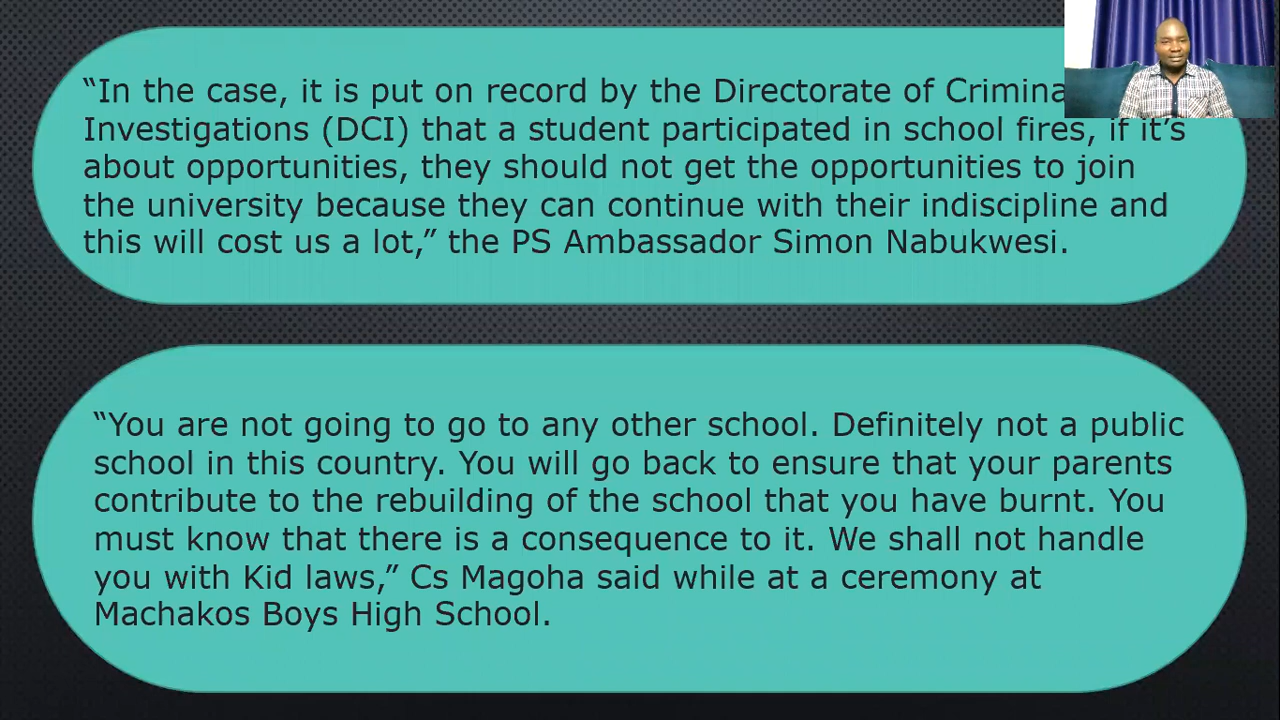 “In the case, it is put on record by the Directorate of Crimina
Investigations (DCI) that a student participated in school fires, if it’s
about opportunities, they should not get the opportunities to join
the university because they can continue with their indiscipline and
this will cost us a lot,” the PS Ambassador Simon Nabukwesi.
“You are not going to go to any other school. Definitely not a public
school in this country. You will go back to ensure that your parents
contribute to the rebuilding of the school that you have burnt. You
must know that there is a consequence to it. We shall not handle
you with Kid laws,” Cs Magoha said while at a ceremony at
Machakos Boys High School.